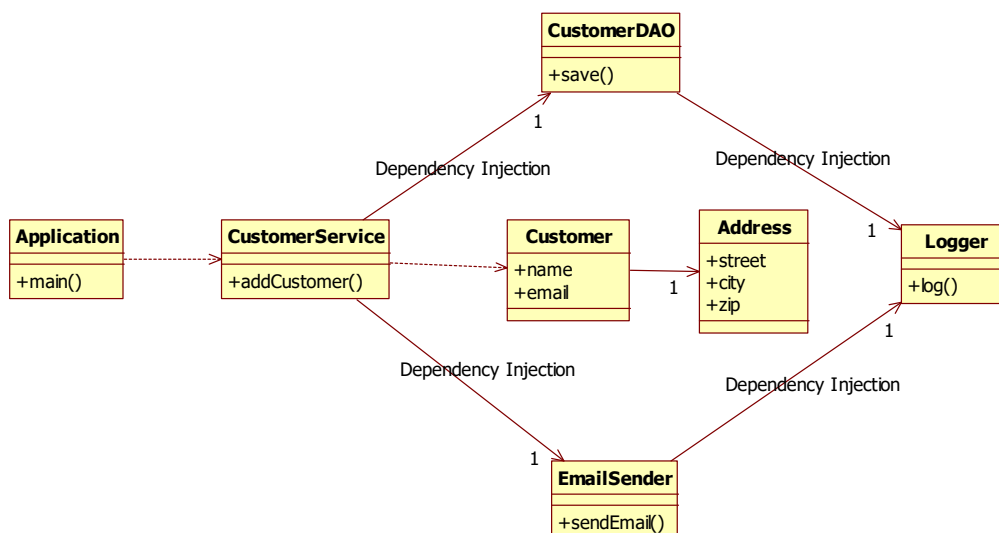 CustomerDAO
+save()
1
Dependency Injection
Dependency Injection
Application
+main()
CustomerService
+addCustomer()
Customer
+name
+email
1
Address
+street
+city
+zip
1
Logger
+log()
1
Dependency Injection
Dependency Injection
1
EmailSender
+sendEmail()